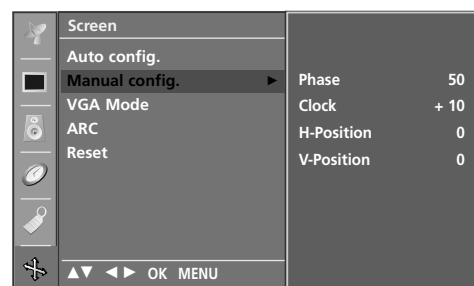 Screen
Auto config.
Manual config. ►
VGA Mode
ARC
Reset
▲▼ ◄► OK MENU
Phase 50
Clock + 10
H-Position 0
V-Position 0